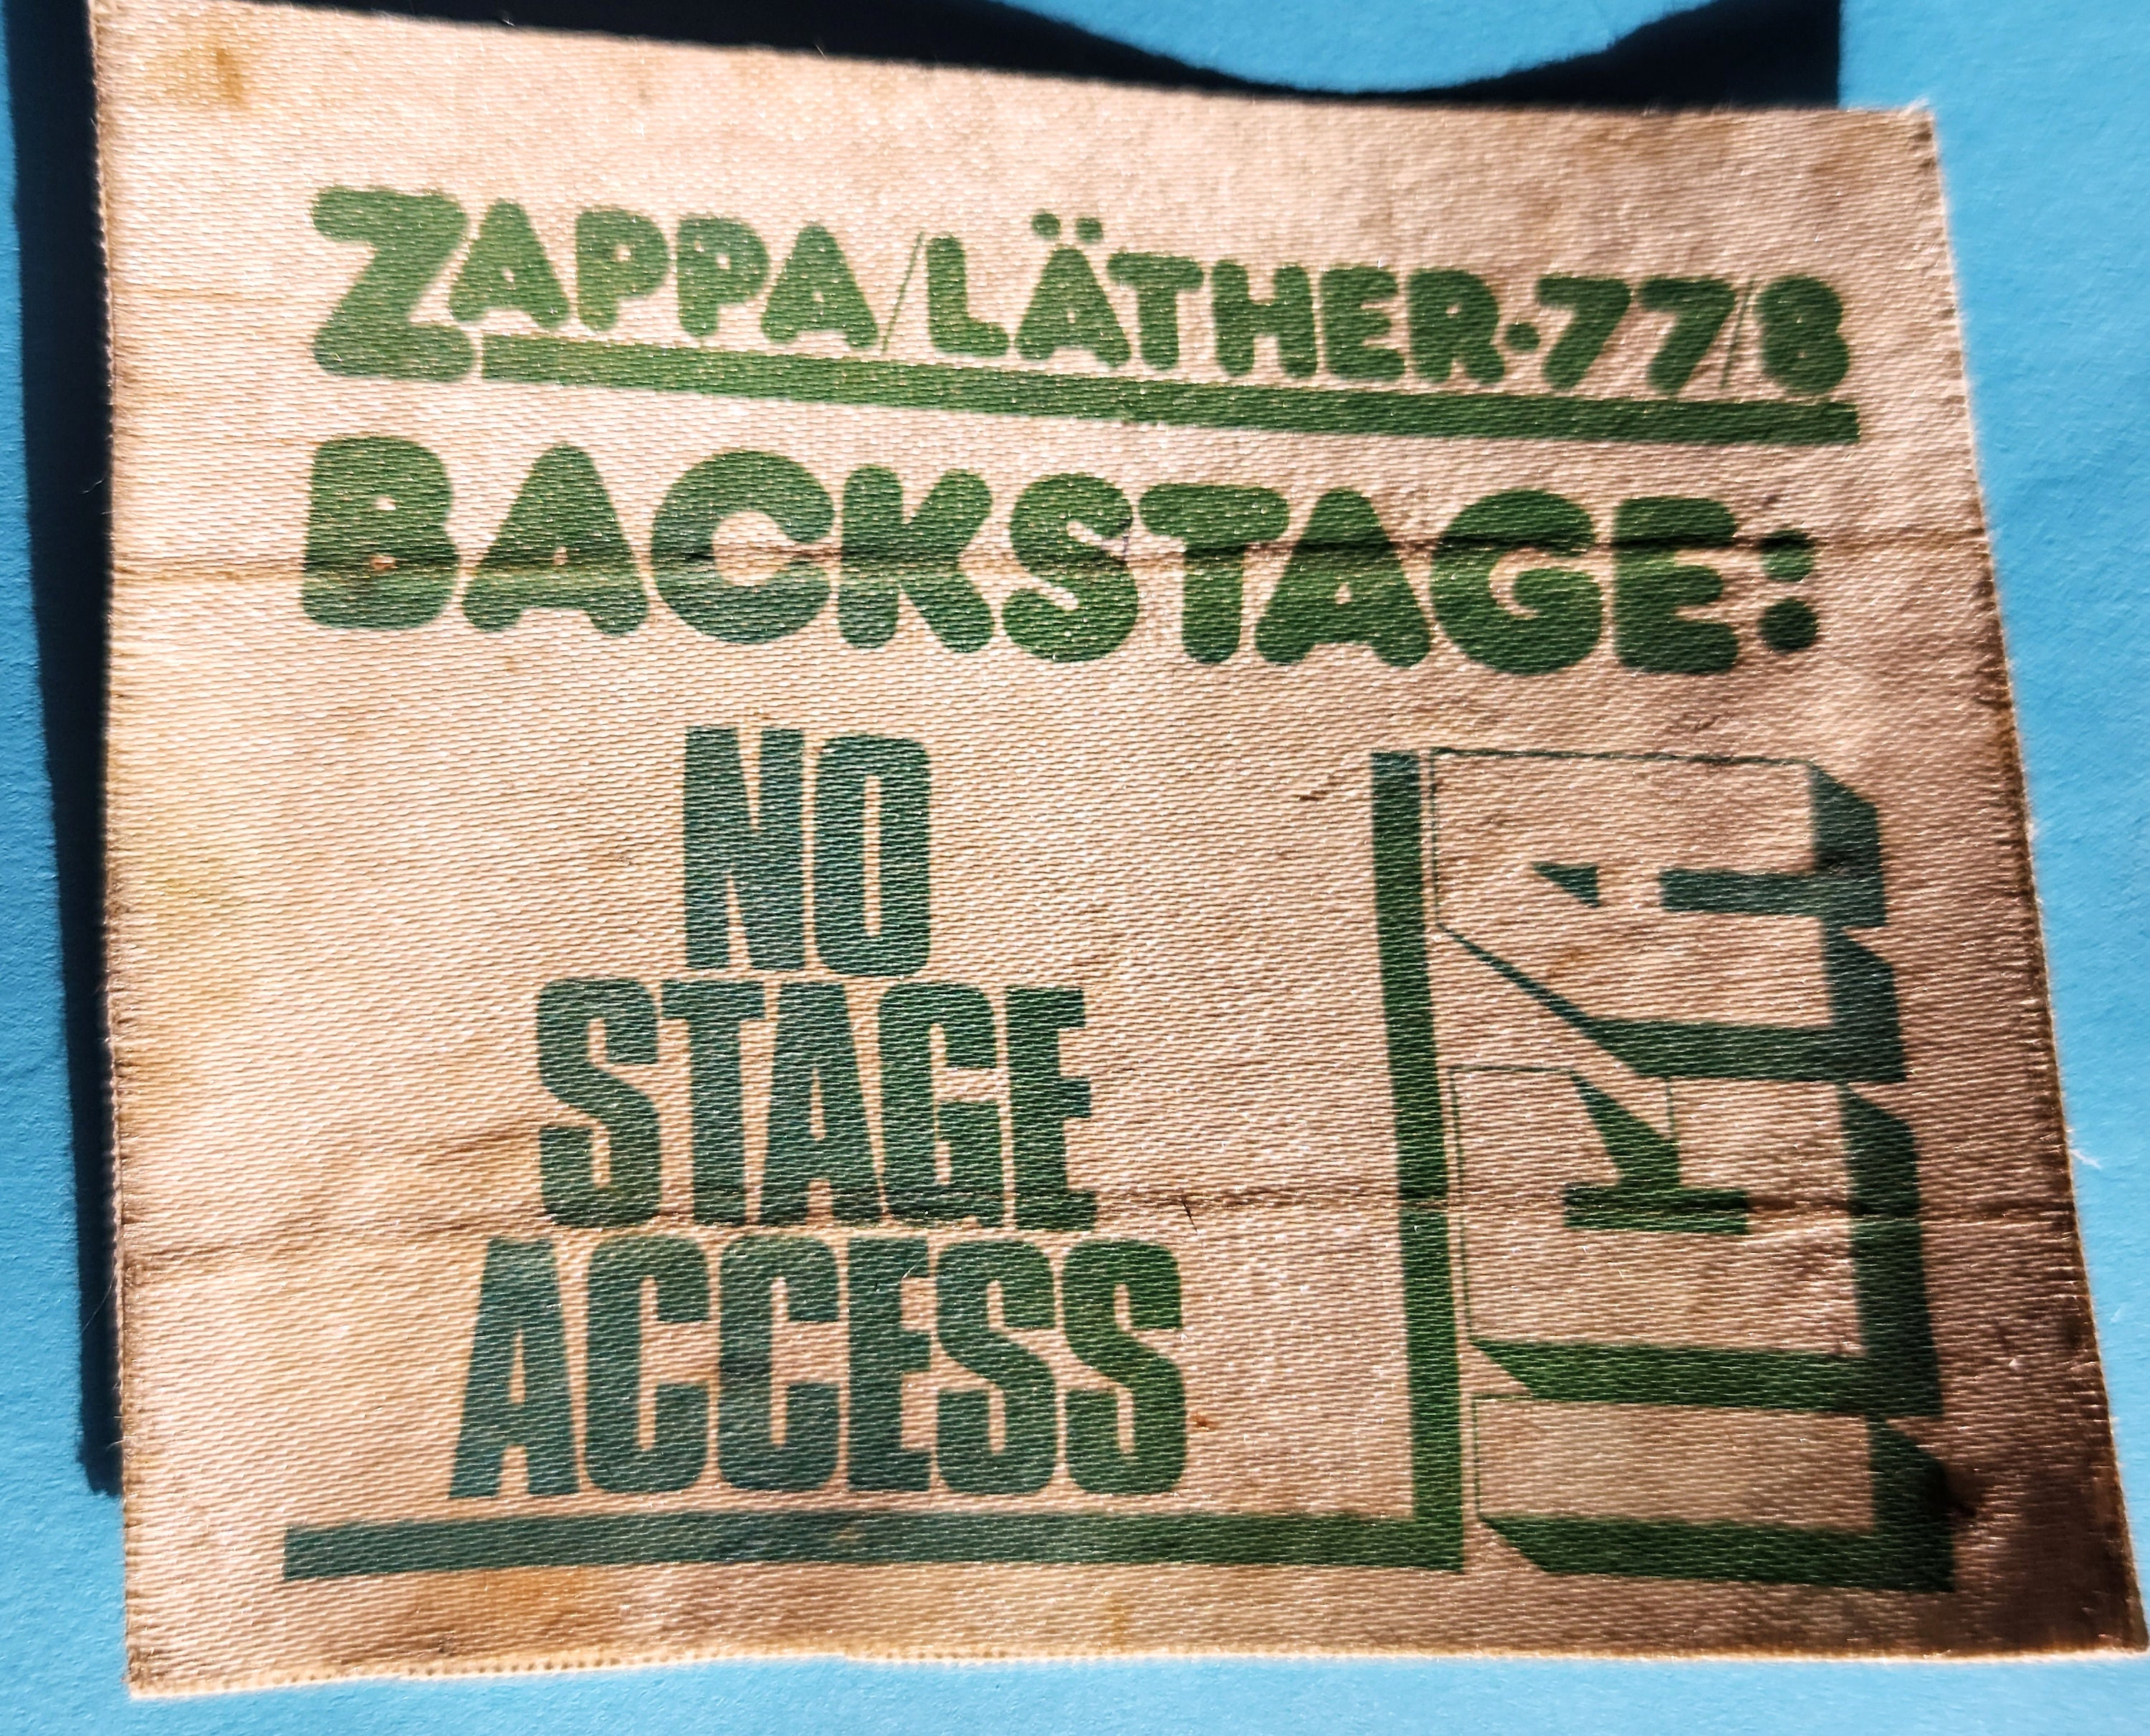 ZAPPA/LÄTHER·77/8
BACKSTAGE:
NO
STAGE
ACCESS